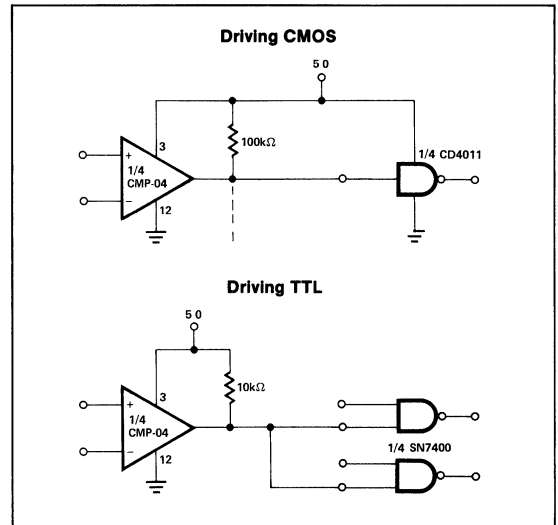 Driving CMOS
5 0
3
100kΩ
1/4 CD4011
+
1/4
CMP-04
−
12
Driving TTL
5 0
3
10kΩ
+
1/4
CMP-04
−
12
1/4 SN7400